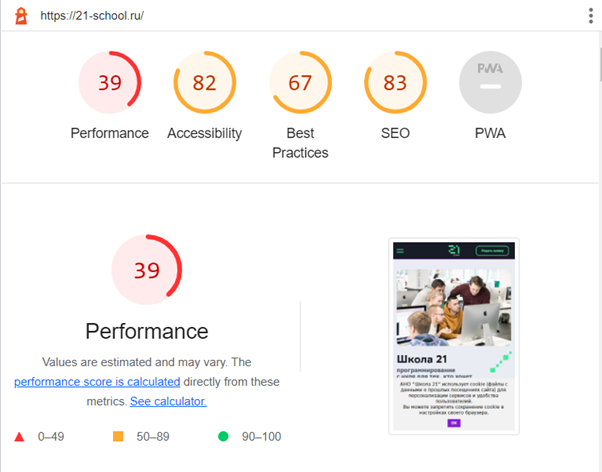 https://21-school.ru/
39
82
67
83
PWA
Performance
Accessibility
Best
Practices
SEO
PWA
39
Performance
Values are estimated and may vary. The
performance score is calculated directly from these
metrics. See calculator.
0–49
50–89
90–100
21
Школа 21
программирование
АНО "Школа 21" использует cookie (файлы с
данными о прошлых посещениях сайта) для
персонализации сервисов и удобства
пользователей.
Вы можете запретить сохранение cookie в
настройках своего браузера.
ОК